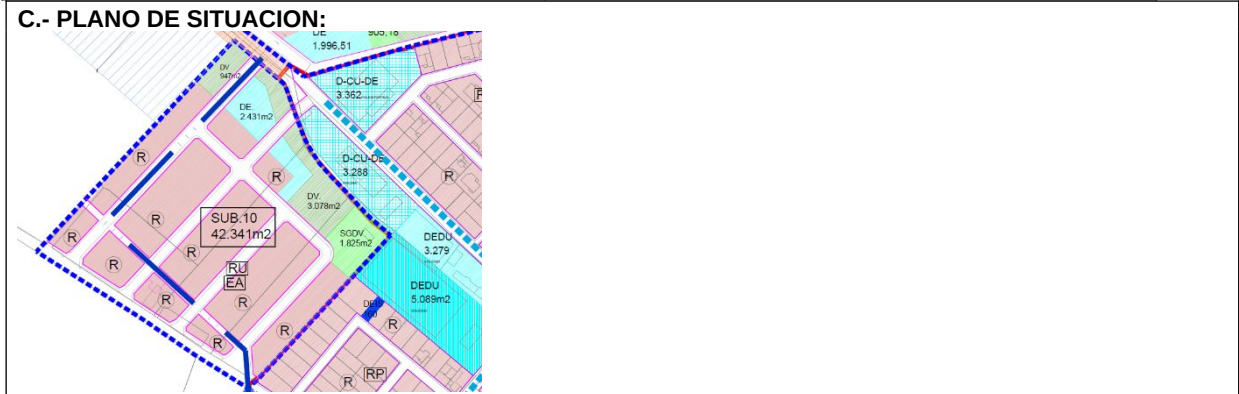 C.- PLANO DE SITUACION:
DE
1.996,51
905,18
DV
947m2
D-CU-DE
3.362
DE.
2.431m2
R
D-CU-DE
3.288
R
R
R
DV.
3.078m2
SUB.10
42.341m2
R
R
SGDV.
1.825m2
DEDU
3.279
R
RU
EA
DEDU
5.089m2
R
R
R
R
R
R
RP